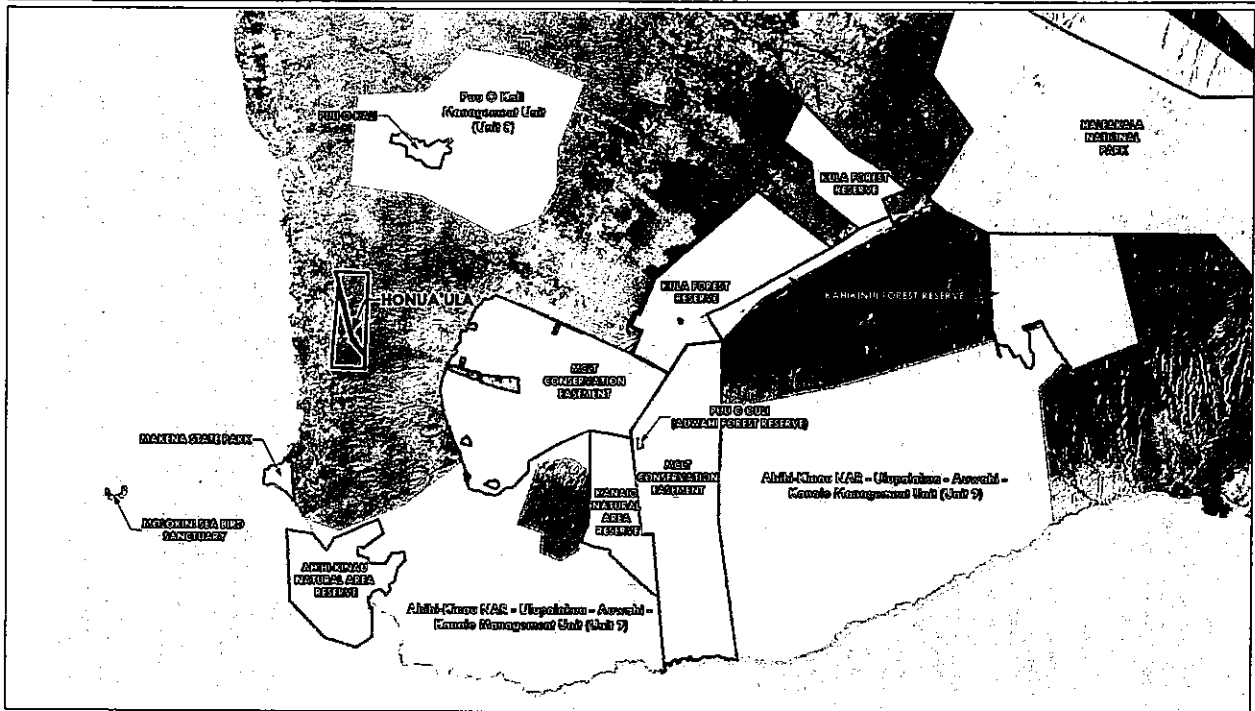 Puu O Kali
Management Unit
(Unit 6)
PUU O KALI
HALEAKALA
NATIONAL
PARK
KULA FOREST
RESERVE
KULA FOREST
RESERVE
KAHIKINUI FOREST RESERVE
HONUA'ULA
MCLT
CONSERVATION
EASEMENT
PUU O OULI
(AUWAHI FOREST RESERVE)
MAKENA STATE PARK
MCLT
CONSERVATION
EASEMENT
Ahihi-Kinau NAR - Ulupalakua - Auwahi -
Kanaio Management Unit (Unit 9)
KANAIO
NATURAL
AREA
RESERVE
MOLOKINI SEA BIRD
SANCTUARY
AHIHI-KINAU
NATURAL AREA
RESERVE
Ahihi-Kinau NAR - Ulupalakua - Auwahi -
Kanaio Management Unit (Unit 7)